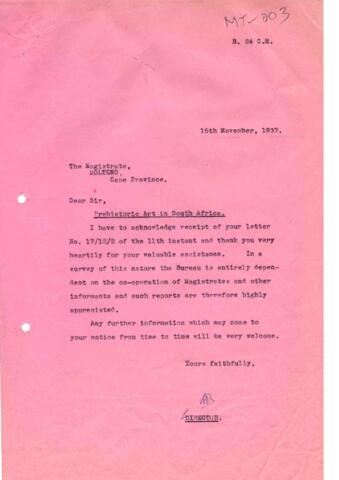 MT-203
B. 24 C.N.
15th November, 1937.
The Magistrate,
MOLTENO,
Cape Province.
Dear Sir,
Prehistoric Art in South Africa.
I have to acknowledge receipt of your letter
No. 17/12/2 of the 11th instant and thank you very
heartily for your valuable assistance. In a
survey of this nature the Bureau is entirely depen-
dent on the co-operation of Magistrates and other
informants and such reports are therefore highly
appreciated.
Any further information which may come to
your notice from time to time will be very welcome.
Yours faithfully,
DIRECTOR.